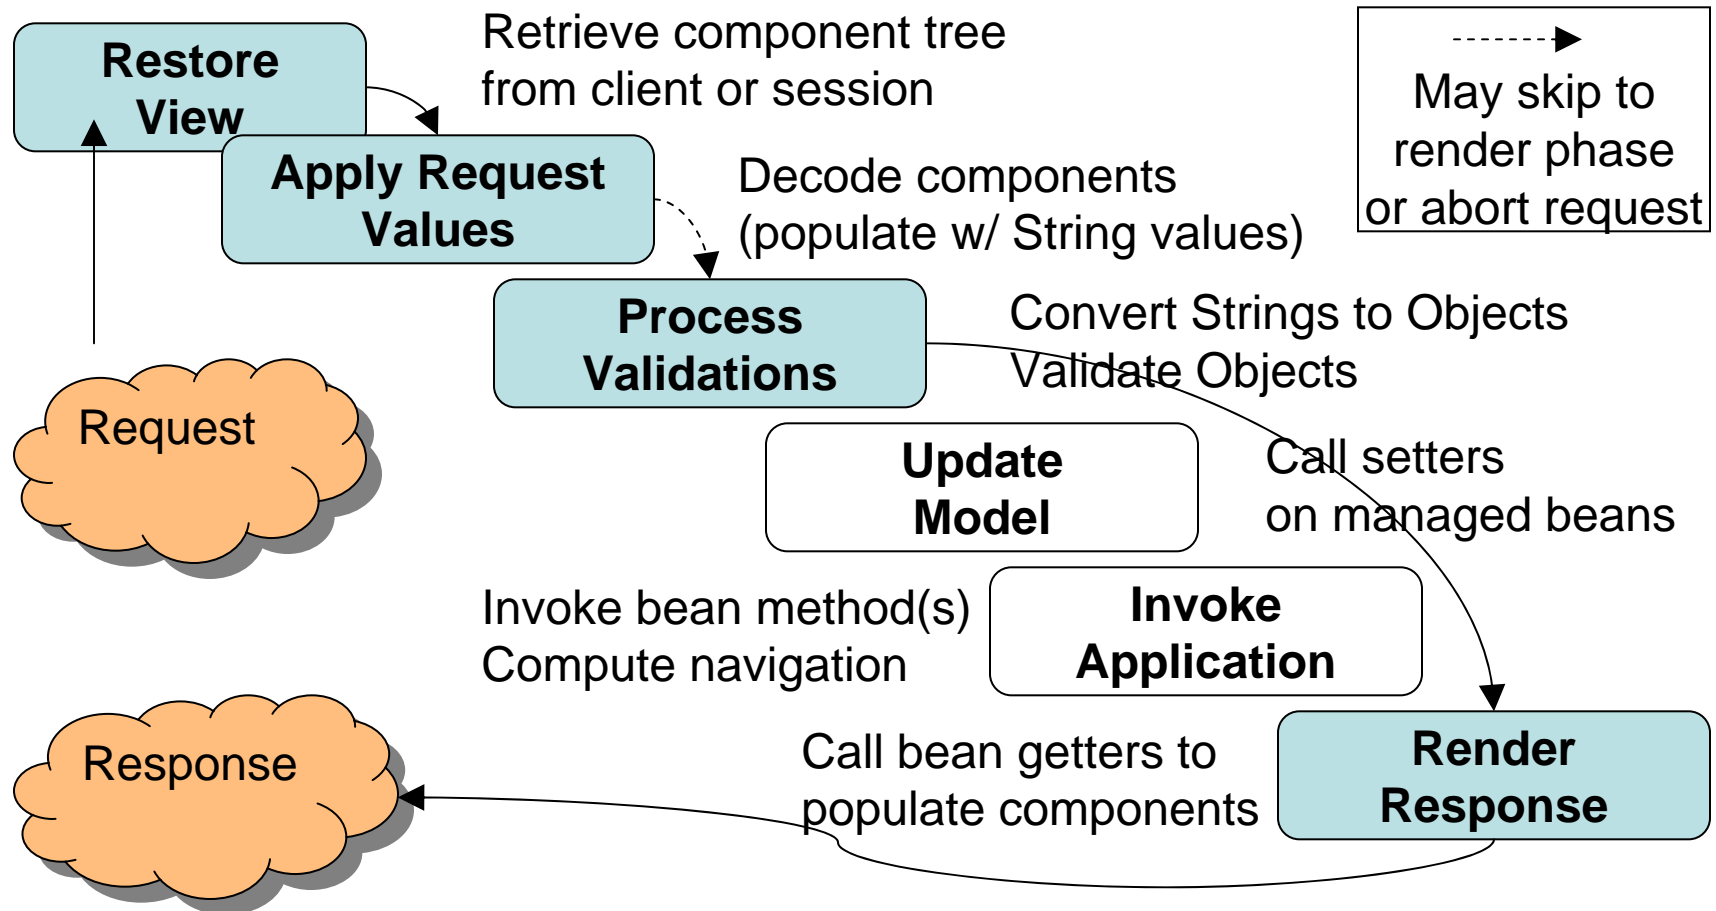 Restore
View
Retrieve component tree
from client or session
May skip to
render phase
or abort request
Apply Request
Values
Decode components
(populate w/ String values)
Process
Validations
Convert Strings to Objects
Validate Objects
Request
Update
Model
Call setters
on managed beans
Invoke bean method(s)
Compute navigation
Invoke
Application
Response
Call bean getters to
populate components
Render
Response